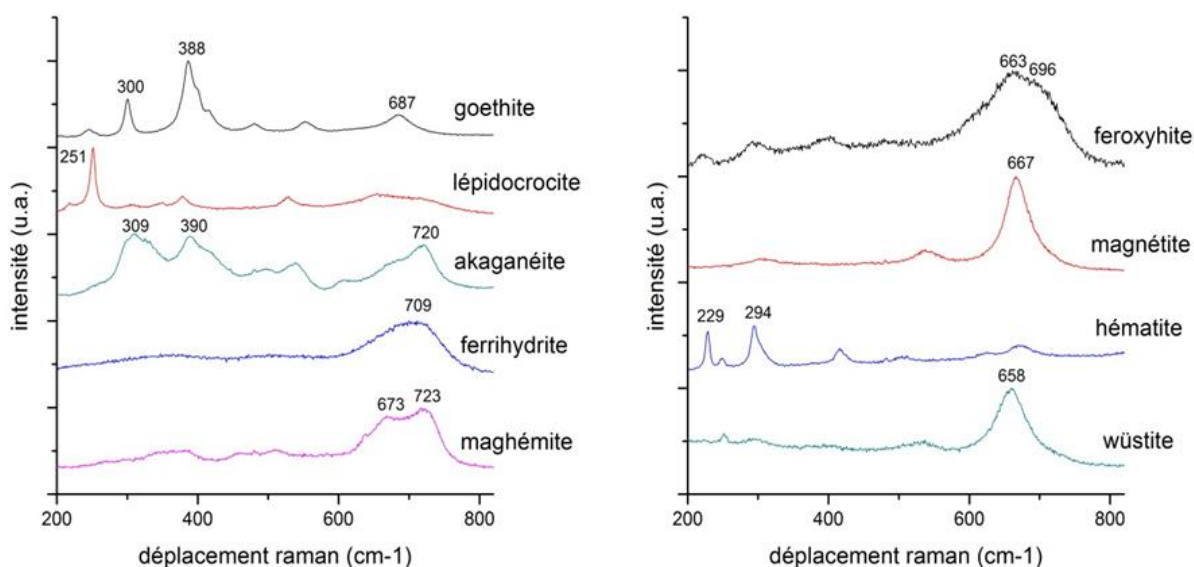 300
388
687
goethite
251
lépidocrocite
309
390
720
akaganéite
709
ferrihydrite
673
723
maghémite
intensité (u.a.)
200
400
600
800
déplacement raman (cm-1)
663
696
feroxyhite
667
magnétite
229
294
hématite
658
wüstite
intensité (u.a.)
200
400
600
800
déplacement raman (cm-1)